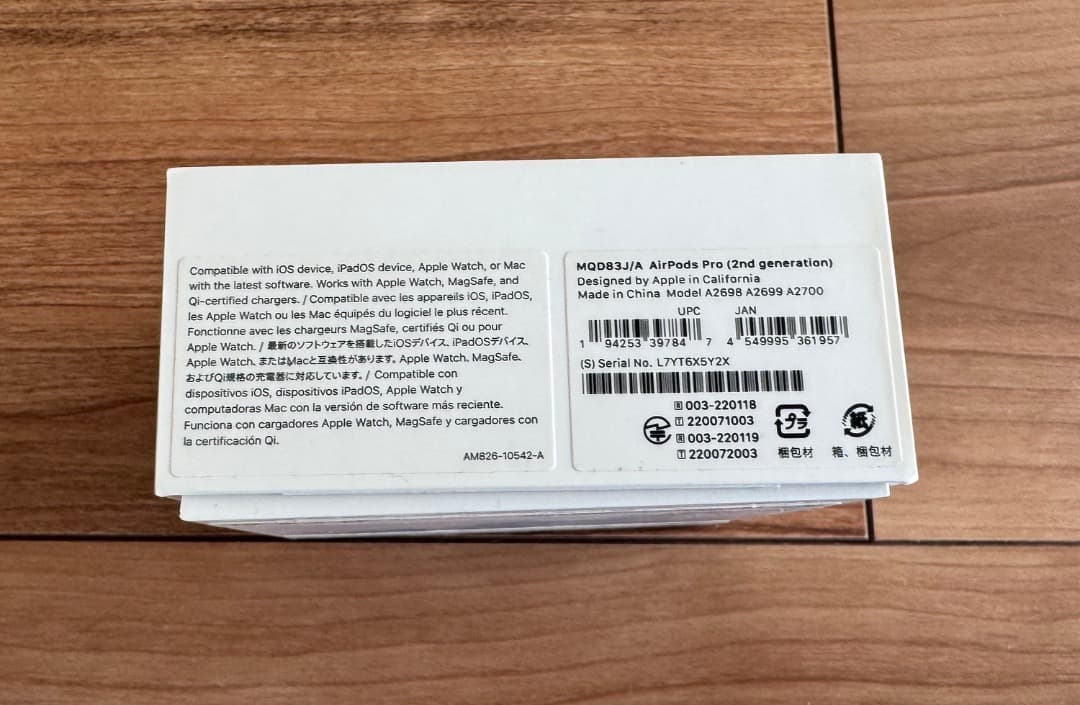 Compatible with iOS device, iPadOS device, Apple Watch, or Mac
with the latest software. Works with Apple Watch, MagSafe, and
Qi-certified chargers. / Compatible avec les appareils iOS, iPadOS,
les Apple Watch ou les Mac équipés du logiciel le plus récent.
Fonctionne avec les chargeurs MagSafe, certifiés Qi ou pour
Apple Watch. / 最新のソフトウェアを搭載したiOSデバイス、iPadOSデバイス、
Apple Watch、またはMacと互換性があります。Apple Watch、MagSafe、
およびQi規格の充電器に対応しています。/ Compatible con
dispositivos iOS, dispositivos iPadOS, Apple Watch y
computadoras Mac con la versión de software más reciente.
Funciona con cargadores Apple Watch, MagSafe y cargadores con
la certificación Qi.
AM826-10542-A
MQD83J/A AirPods Pro (2nd generation)
Designed by Apple in California
Made in China Model A2698 A2699 A2700
UPC JAN
1 94253 39784 7 4 549995 361957
(S) Serial No. L7YT6X5Y2X
R 003-220118
T 220071003
R 003-220119
T 220072003
プラ 紙
梱包材 箱、梱包材